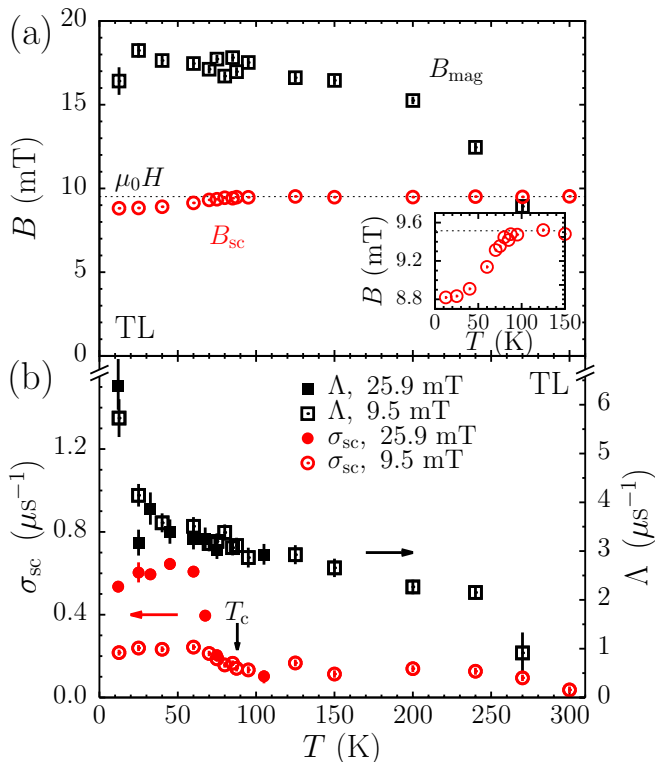 (a)
20
15
10
5
0
B (mT)
B_mag
μ₀H
B_sc
TL
9.6
9.2
8.8
B (mT)
0 50 100 150
T (K)
(b)
TL
Λ, 25.9 mT
Λ, 9.5 mT
σ_sc, 25.9 mT
σ_sc, 9.5 mT
1.2
0.8
0.4
0.0
σ_sc (μs⁻¹)
6
5
4
3
2
1
0
Λ (μs⁻¹)
T_c
0 50 100 150 200 250 300
T (K)